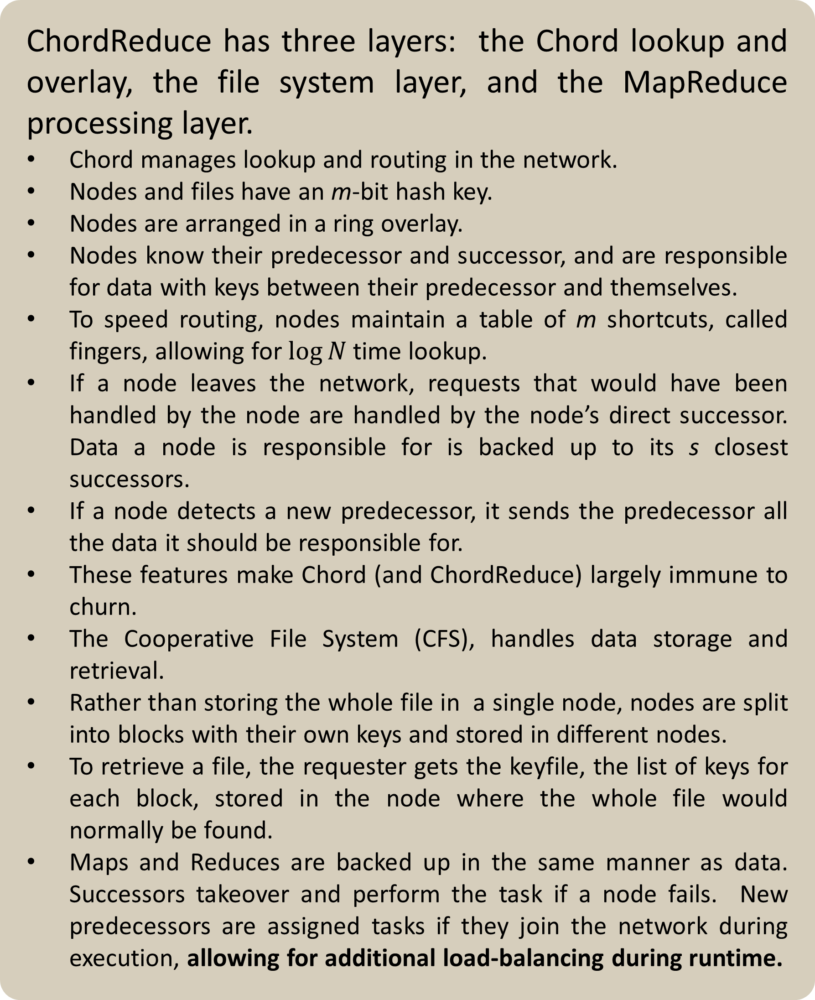 ChordReduce has three layers:  the Chord lookup and
overlay, the file system layer, and the MapReduce
processing layer.
• Chord manages lookup and routing in the network.
• Nodes and files have an m-bit hash key.
• Nodes are arranged in a ring overlay.
• Nodes know their predecessor and successor, and are responsible
for data with keys between their predecessor and themselves.
• To speed routing, nodes maintain a table of m shortcuts, called
fingers, allowing for log N time lookup.
• If a node leaves the network, requests that would have been
handled by the node are handled by the node’s direct successor.
Data a node is responsible for is backed up to its s closest
successors.
• If a node detects a new predecessor, it sends the predecessor all
the data it should be responsible for.
• These features make Chord (and ChordReduce) largely immune to
churn.
• The Cooperative File System (CFS), handles data storage and
retrieval.
• Rather than storing the whole file in  a single node, nodes are split
into blocks with their own keys and stored in different nodes.
• To retrieve a file, the requester gets the keyfile, the list of keys for
each block, stored in the node where the whole file would
normally be found.
• Maps and Reduces are backed up in the same manner as data.
Successors takeover and perform the task if a node fails.  New
predecessors are assigned tasks if they join the network during
execution, allowing for additional load-balancing during runtime.